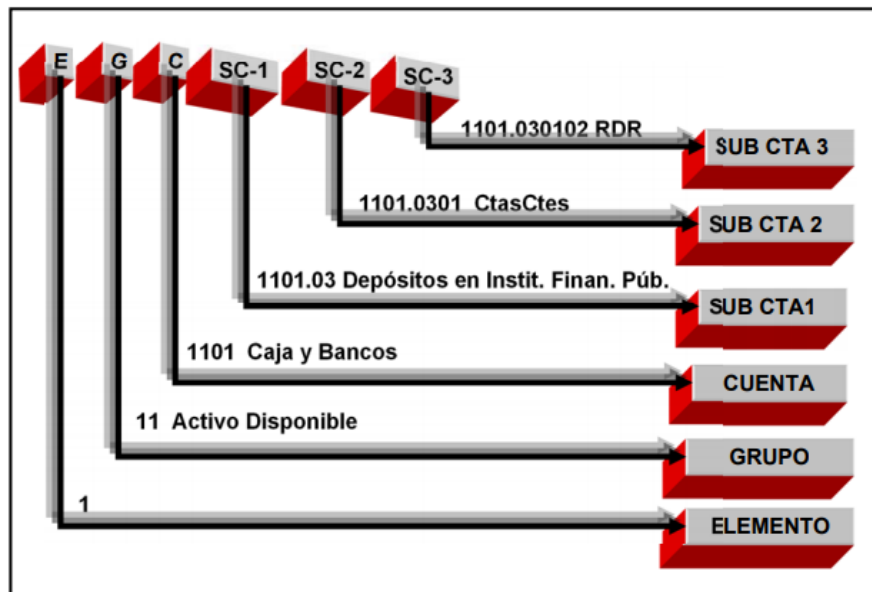 E G C SC-1 SC-2 SC-3
1101.030102 RDR
SUB CTA 3
1101.0301 CtasCtes
SUB CTA 2
1101.03 Depósitos en Instit. Finan. Púb.
SUB CTA1
1101 Caja y Bancos
CUENTA
11 Activo Disponible
GRUPO
1
ELEMENTO